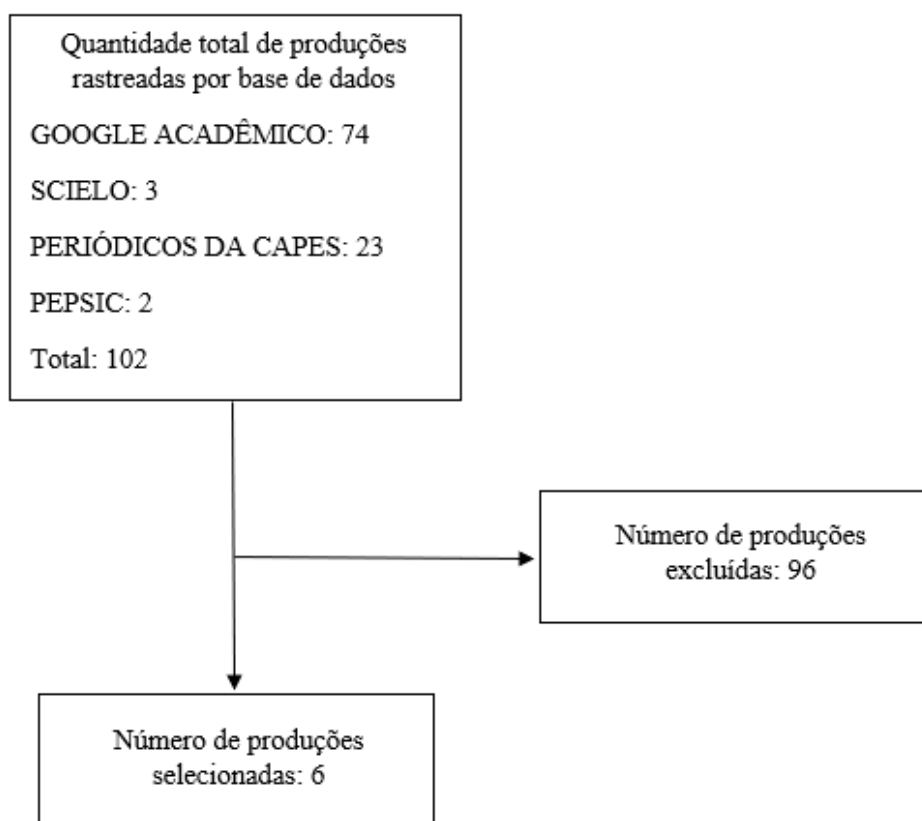 Quantidade total de produções
rastreadas por base de dados
GOOGLE ACADÊMICO: 74
SCIELO: 3
PERIÓDICOS DA CAPES: 23
PEPSIC: 2
Total: 102
Número de produções
excluídas: 96
Número de produções
selecionadas: 6